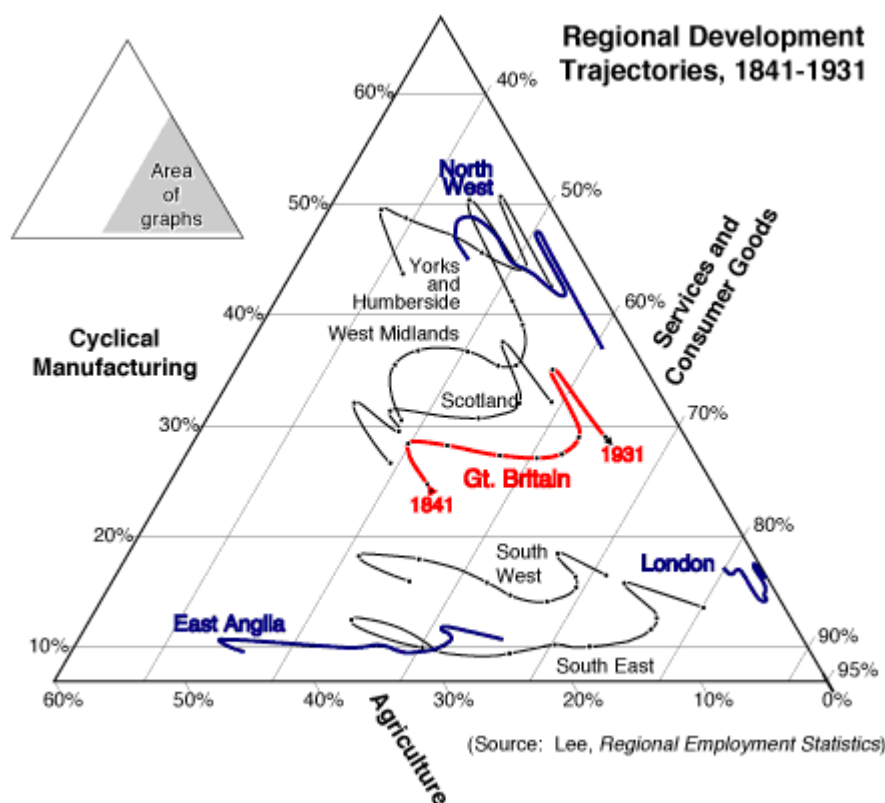 Regional Development
Trajectories, 1841-1931
Area
of
graphs
60%
40%
North
West
50%
50%
Yorks
and
Humberside
Services and
Consumer Goods
40%
60%
Cyclical
Manufacturing
West Midlands
Scotland
30%
70%
1931
Gt. Britain
1841
20%
80%
South
West
London
East Anglia
10%
90%
South East
95%
60%
50%
40%
30%
20%
10%
0%
Agriculture
(Source: Lee, Regional Employment Statistics)